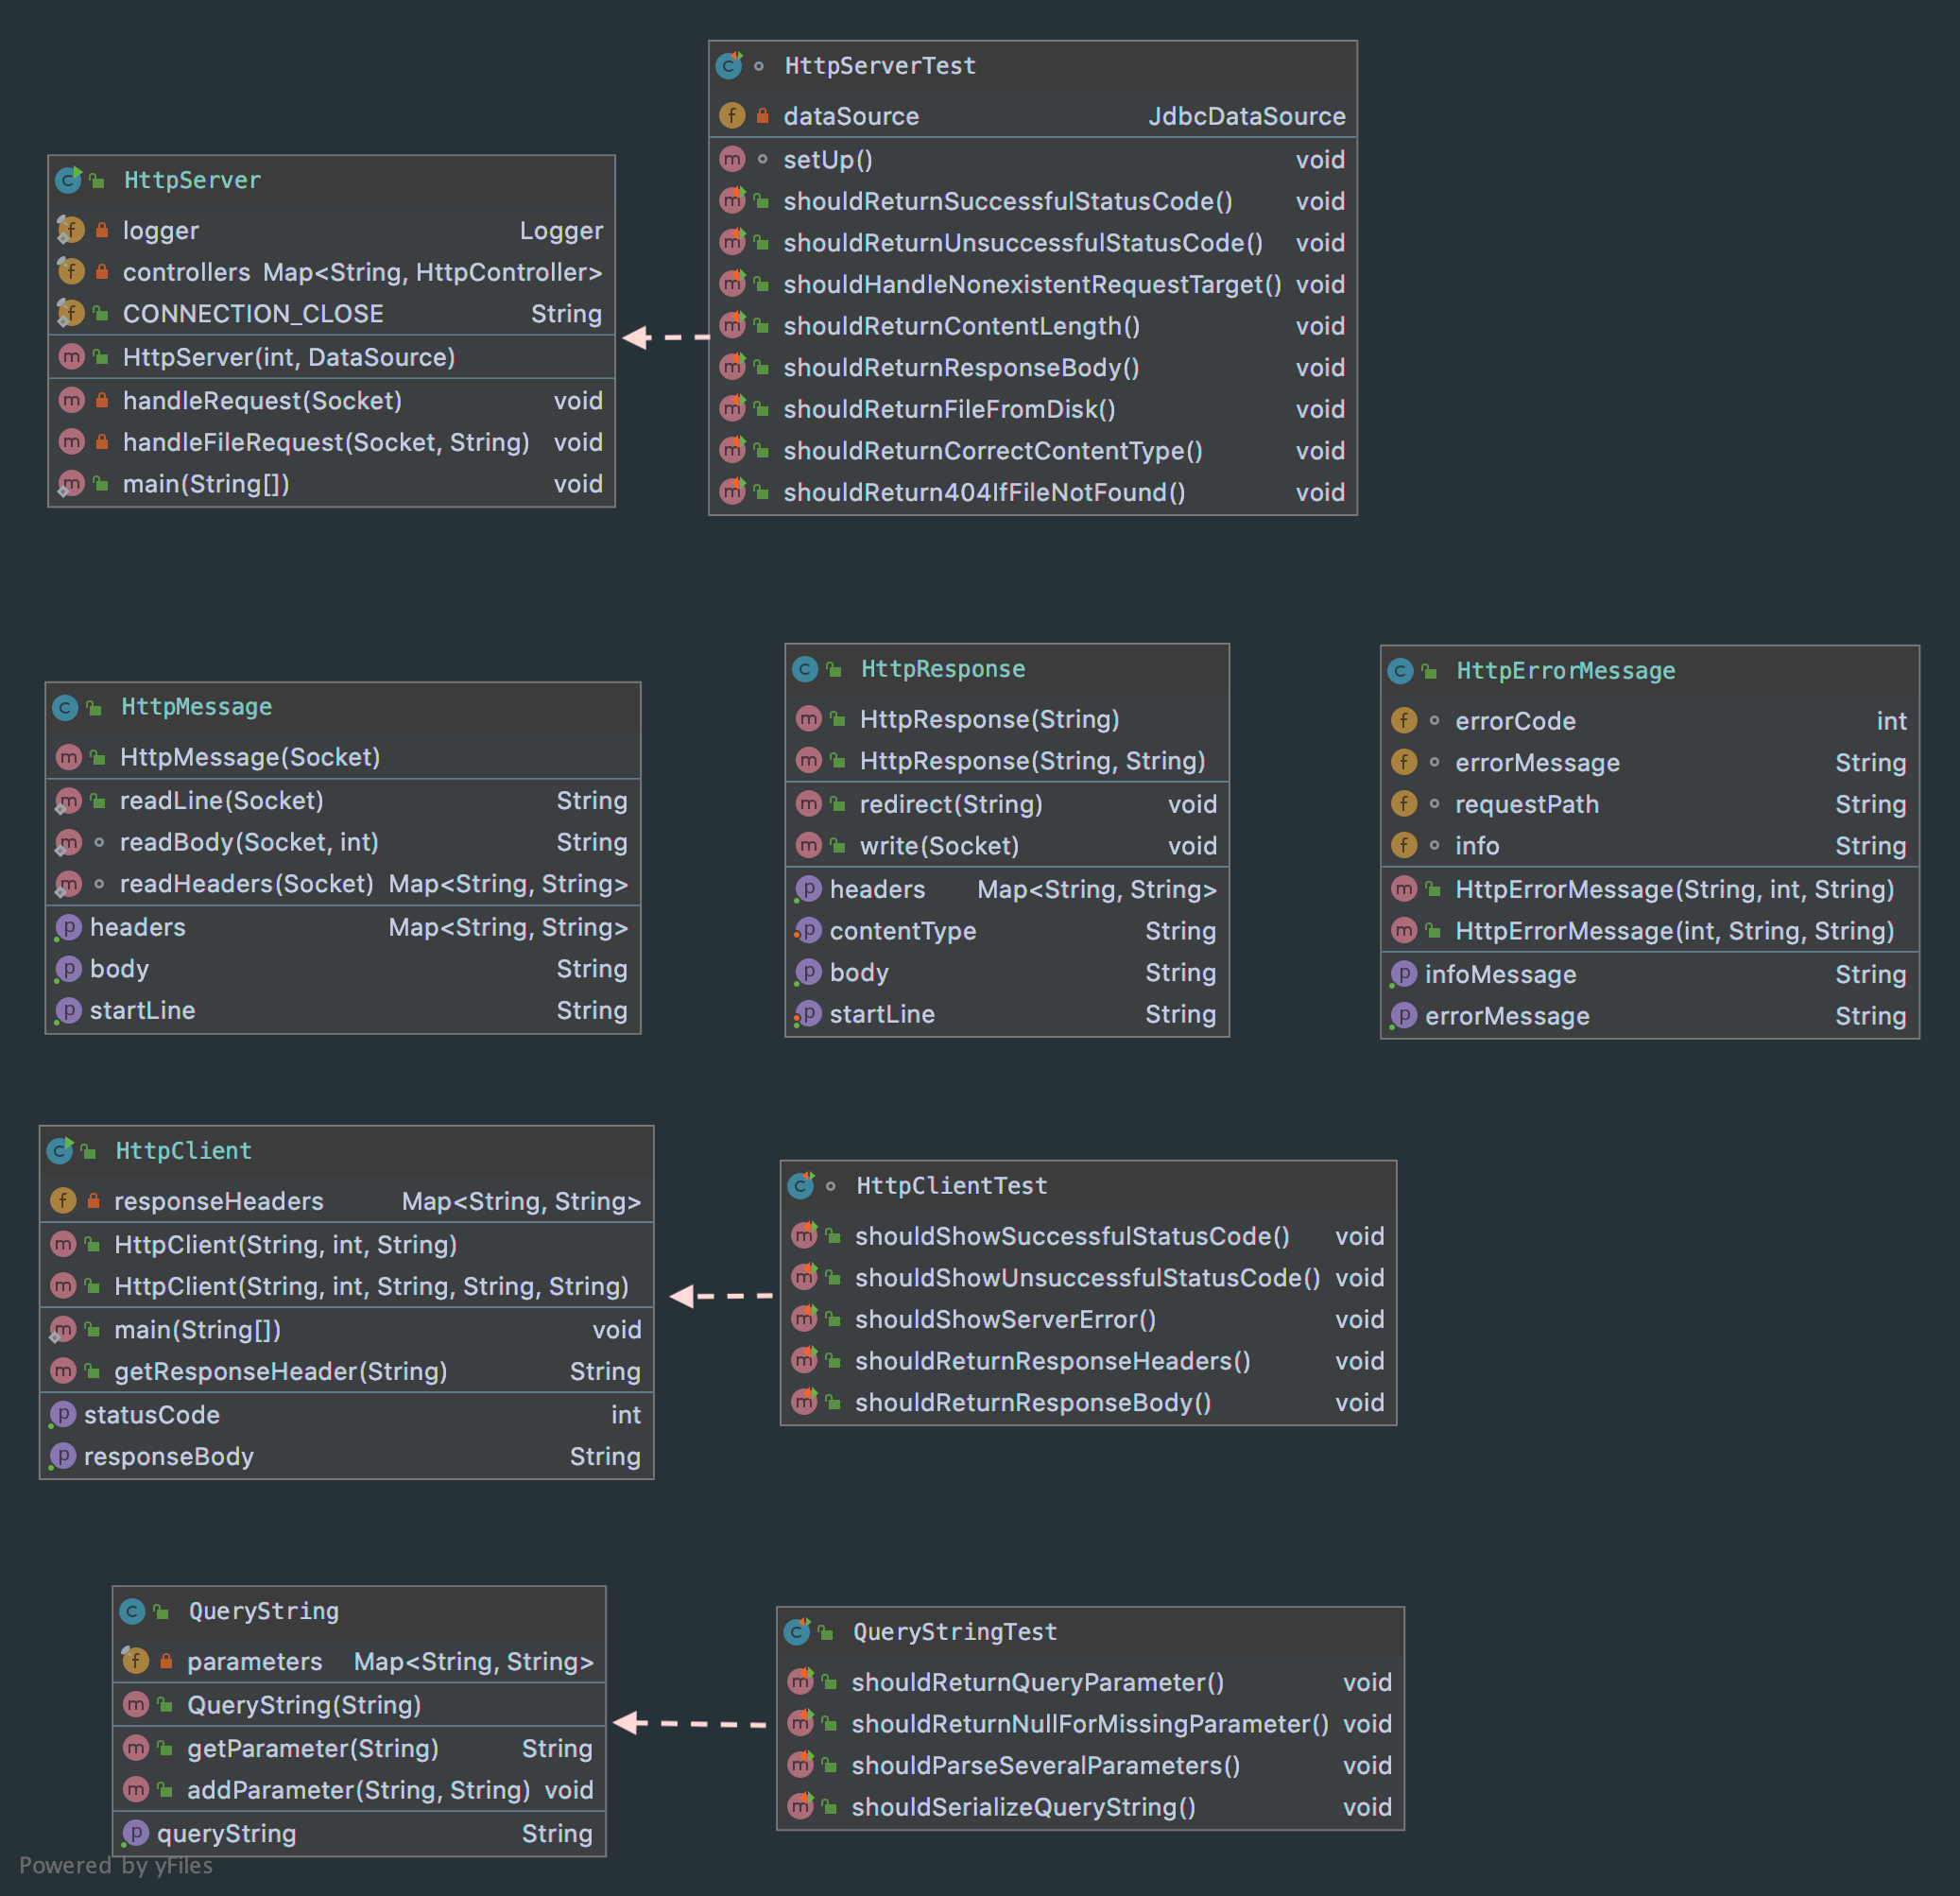 HttpServerTest
dataSource JdbcDataSource
setUp() void
shouldReturnSuccessfulStatusCode() void
shouldReturnUnsuccessfulStatusCode() void
shouldHandleNonexistentRequestTarget() void
shouldReturnContentLength() void
shouldReturnResponseBody() void
shouldReturnFileFromDisk() void
shouldReturnCorrectContentType() void
shouldReturn404IfFileNotFound() void
HttpServer
logger Logger
controllers Map<String, HttpController>
CONNECTION_CLOSE String
HttpServer(int, DataSource)
handleRequest(Socket) void
handleFileRequest(Socket, String) void
main(String[]) void
HttpMessage
HttpMessage(Socket)
readLine(Socket) String
readBody(Socket, int) String
readHeaders(Socket) Map<String, String>
headers Map<String, String>
body String
startLine String
HttpResponse
HttpResponse(String)
HttpResponse(String, String)
redirect(String) void
write(Socket) void
headers Map<String, String>
contentType String
body String
startLine String
HttpErrorMessage
errorCode int
errorMessage String
requestPath String
info String
HttpErrorMessage(String, int, String)
HttpErrorMessage(int, String, String)
infoMessage String
errorMessage String
HttpClient
responseHeaders Map<String, String>
HttpClient(String, int, String)
HttpClient(String, int, String, String, String)
main(String[]) void
getResponseHeader(String) String
statusCode int
responseBody String
HttpClientTest
shouldShowSuccessfulStatusCode() void
shouldShowUnsuccessfulStatusCode() void
shouldShowServerError() void
shouldReturnResponseHeaders() void
shouldReturnResponseBody() void
QueryString
parameters Map<String, String>
QueryString(String)
getParameter(String) String
addParameter(String, String) void
queryString String
QueryStringTest
shouldReturnQueryParameter() void
shouldReturnNullForMissingParameter() void
shouldParseSeveralParameters() void
shouldSerializeQueryString() void
Powered by yFiles